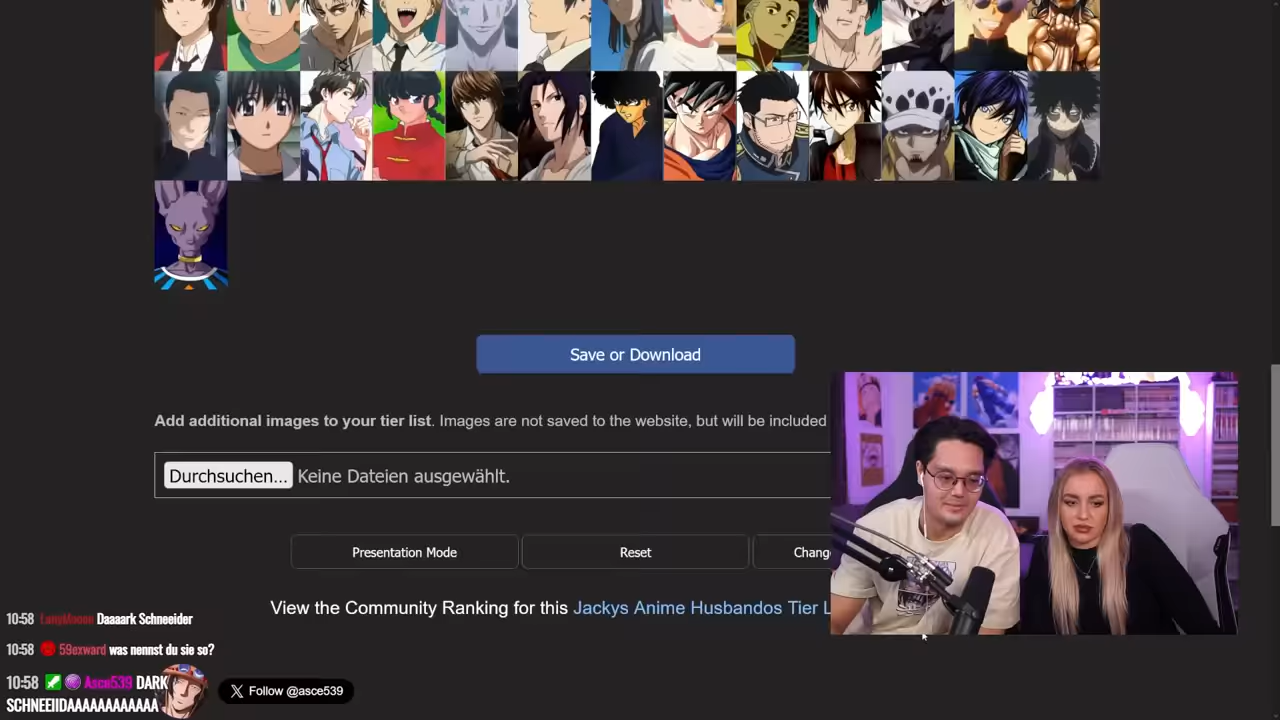 Save or Download
Add additional images to your tier list. Images are not saved to the website, but will be included
Durchsuchen... Keine Dateien ausgewählt.
Presentation Mode
Reset
Chang
View the Community Ranking for this Jackys Anime Husbandos Tier L
10:58 LanyMooon Daaaark Schneider
10:58 59exward was nennst du sie so?
10:58 Asce539 DARK
SCHNEEIIDAAAAAAAAAAAA
Follow @asce539